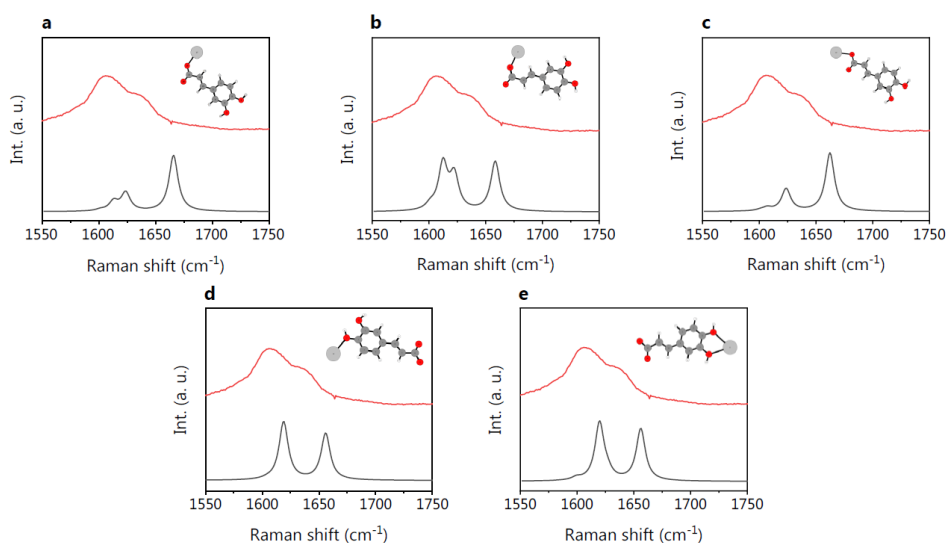 a
b
c
Int. (a. u.)
Int. (a. u.)
Int. (a. u.)
1550 1600 1650 1700 1750
1550 1600 1650 1700 1750
1550 1600 1650 1700 1750
Raman shift (cm⁻¹)
Raman shift (cm⁻¹)
Raman shift (cm⁻¹)
d
e
Int. (a. u.)
Int. (a. u.)
1550 1600 1650 1700 1750
1550 1600 1650 1700 1750
Raman shift (cm⁻¹)
Raman shift (cm⁻¹)